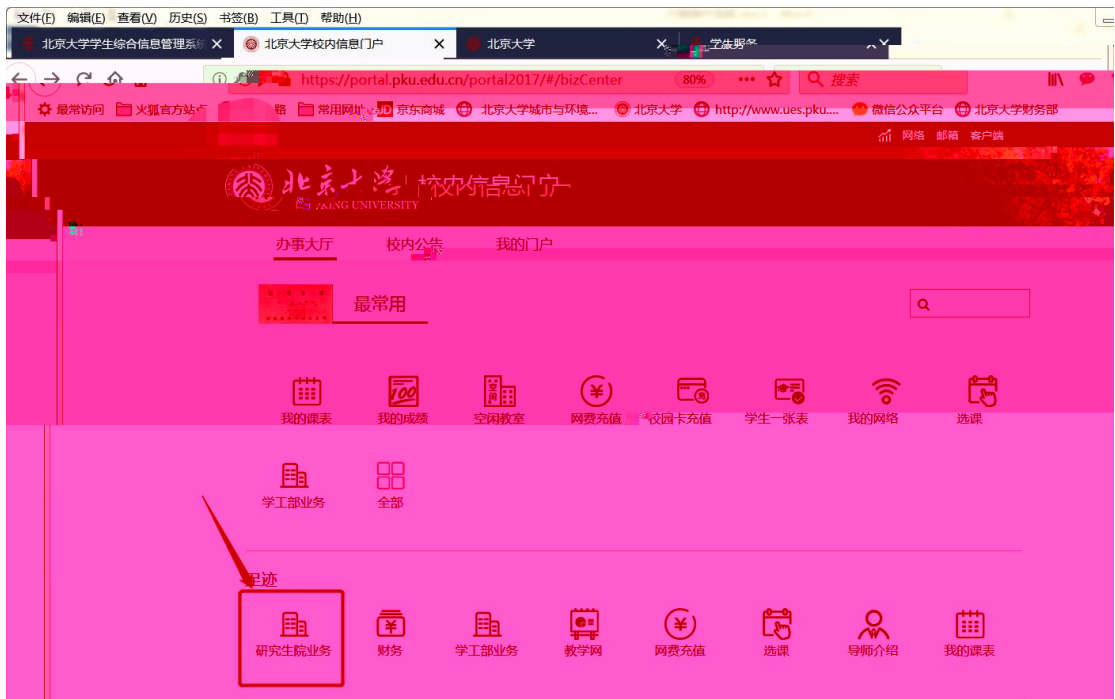 文件(F) 编辑(E) 查看(V) 历史(S) 书签(B) 工具(T) 帮助(H)
北京大学学生综合信息管理系统 北京大学校内信息门户 北京大学
https://portal.pku.edu.cn/portal2017/#/bizCenter 80% 搜索
最常访问 火狐官方站点 常用网址 JD 京东商城 北京大学城市与环境... 北京大学 http://www.ues.pku.... 微信公众平台 北京大学财务部
网络 邮箱 客户端
北京大学 校内信息门户
UNIVERSITY
办事大厅 校内公告 我的门户
最常用
我的课表 我的成绩 空闲教室 网费充值 校园卡充值 学生一张表 我的网络 选课
学工部业务 全部
足迹
研究生院业务 财务 学工部业务 教学网 网费充值 选课 导师介绍 我的课表